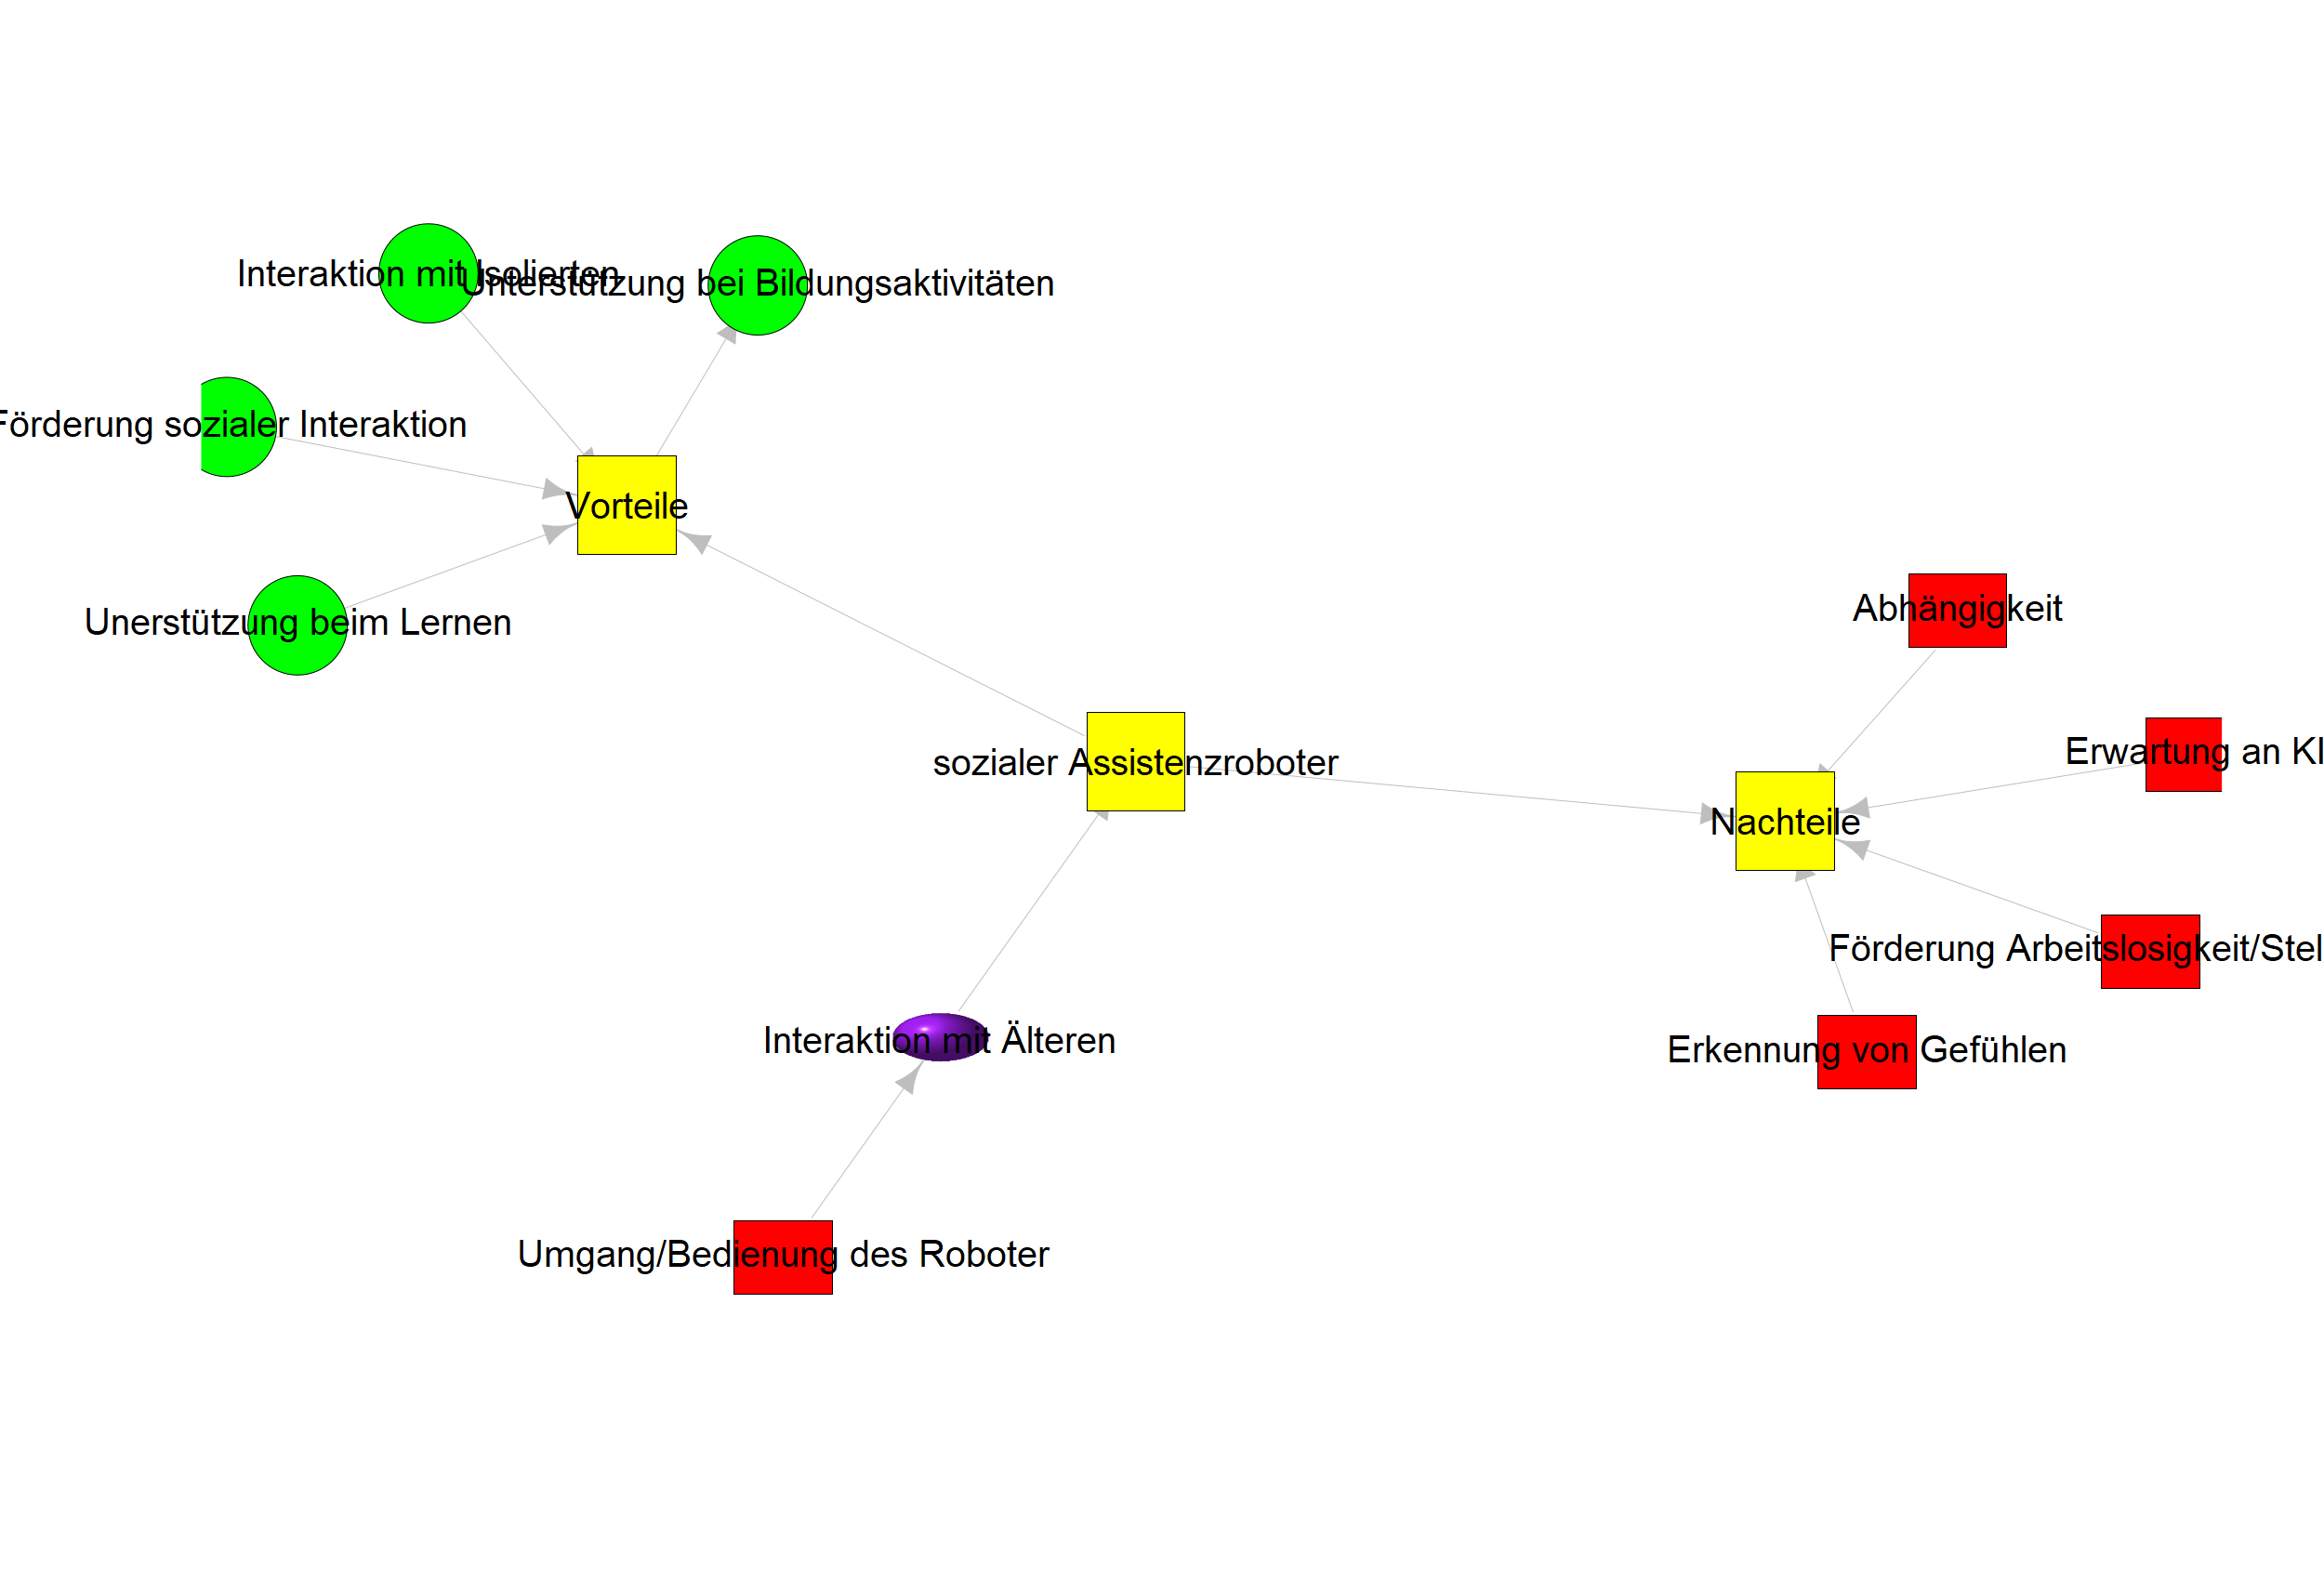 Interaktion mit Isolierten
Unterstützung bei Bildungsaktivitäten
Förderung sozialer Interaktion
Vorteile
Unerstützung beim Lernen
Abhängigkeit
sozialer Assistenzroboter
Erwartung an KI
Nachteile
Förderung Arbeitslosigkeit/Stel
Interaktion mit Älteren
Erkennung von Gefühlen
Umgang/Bedienung des Roboter